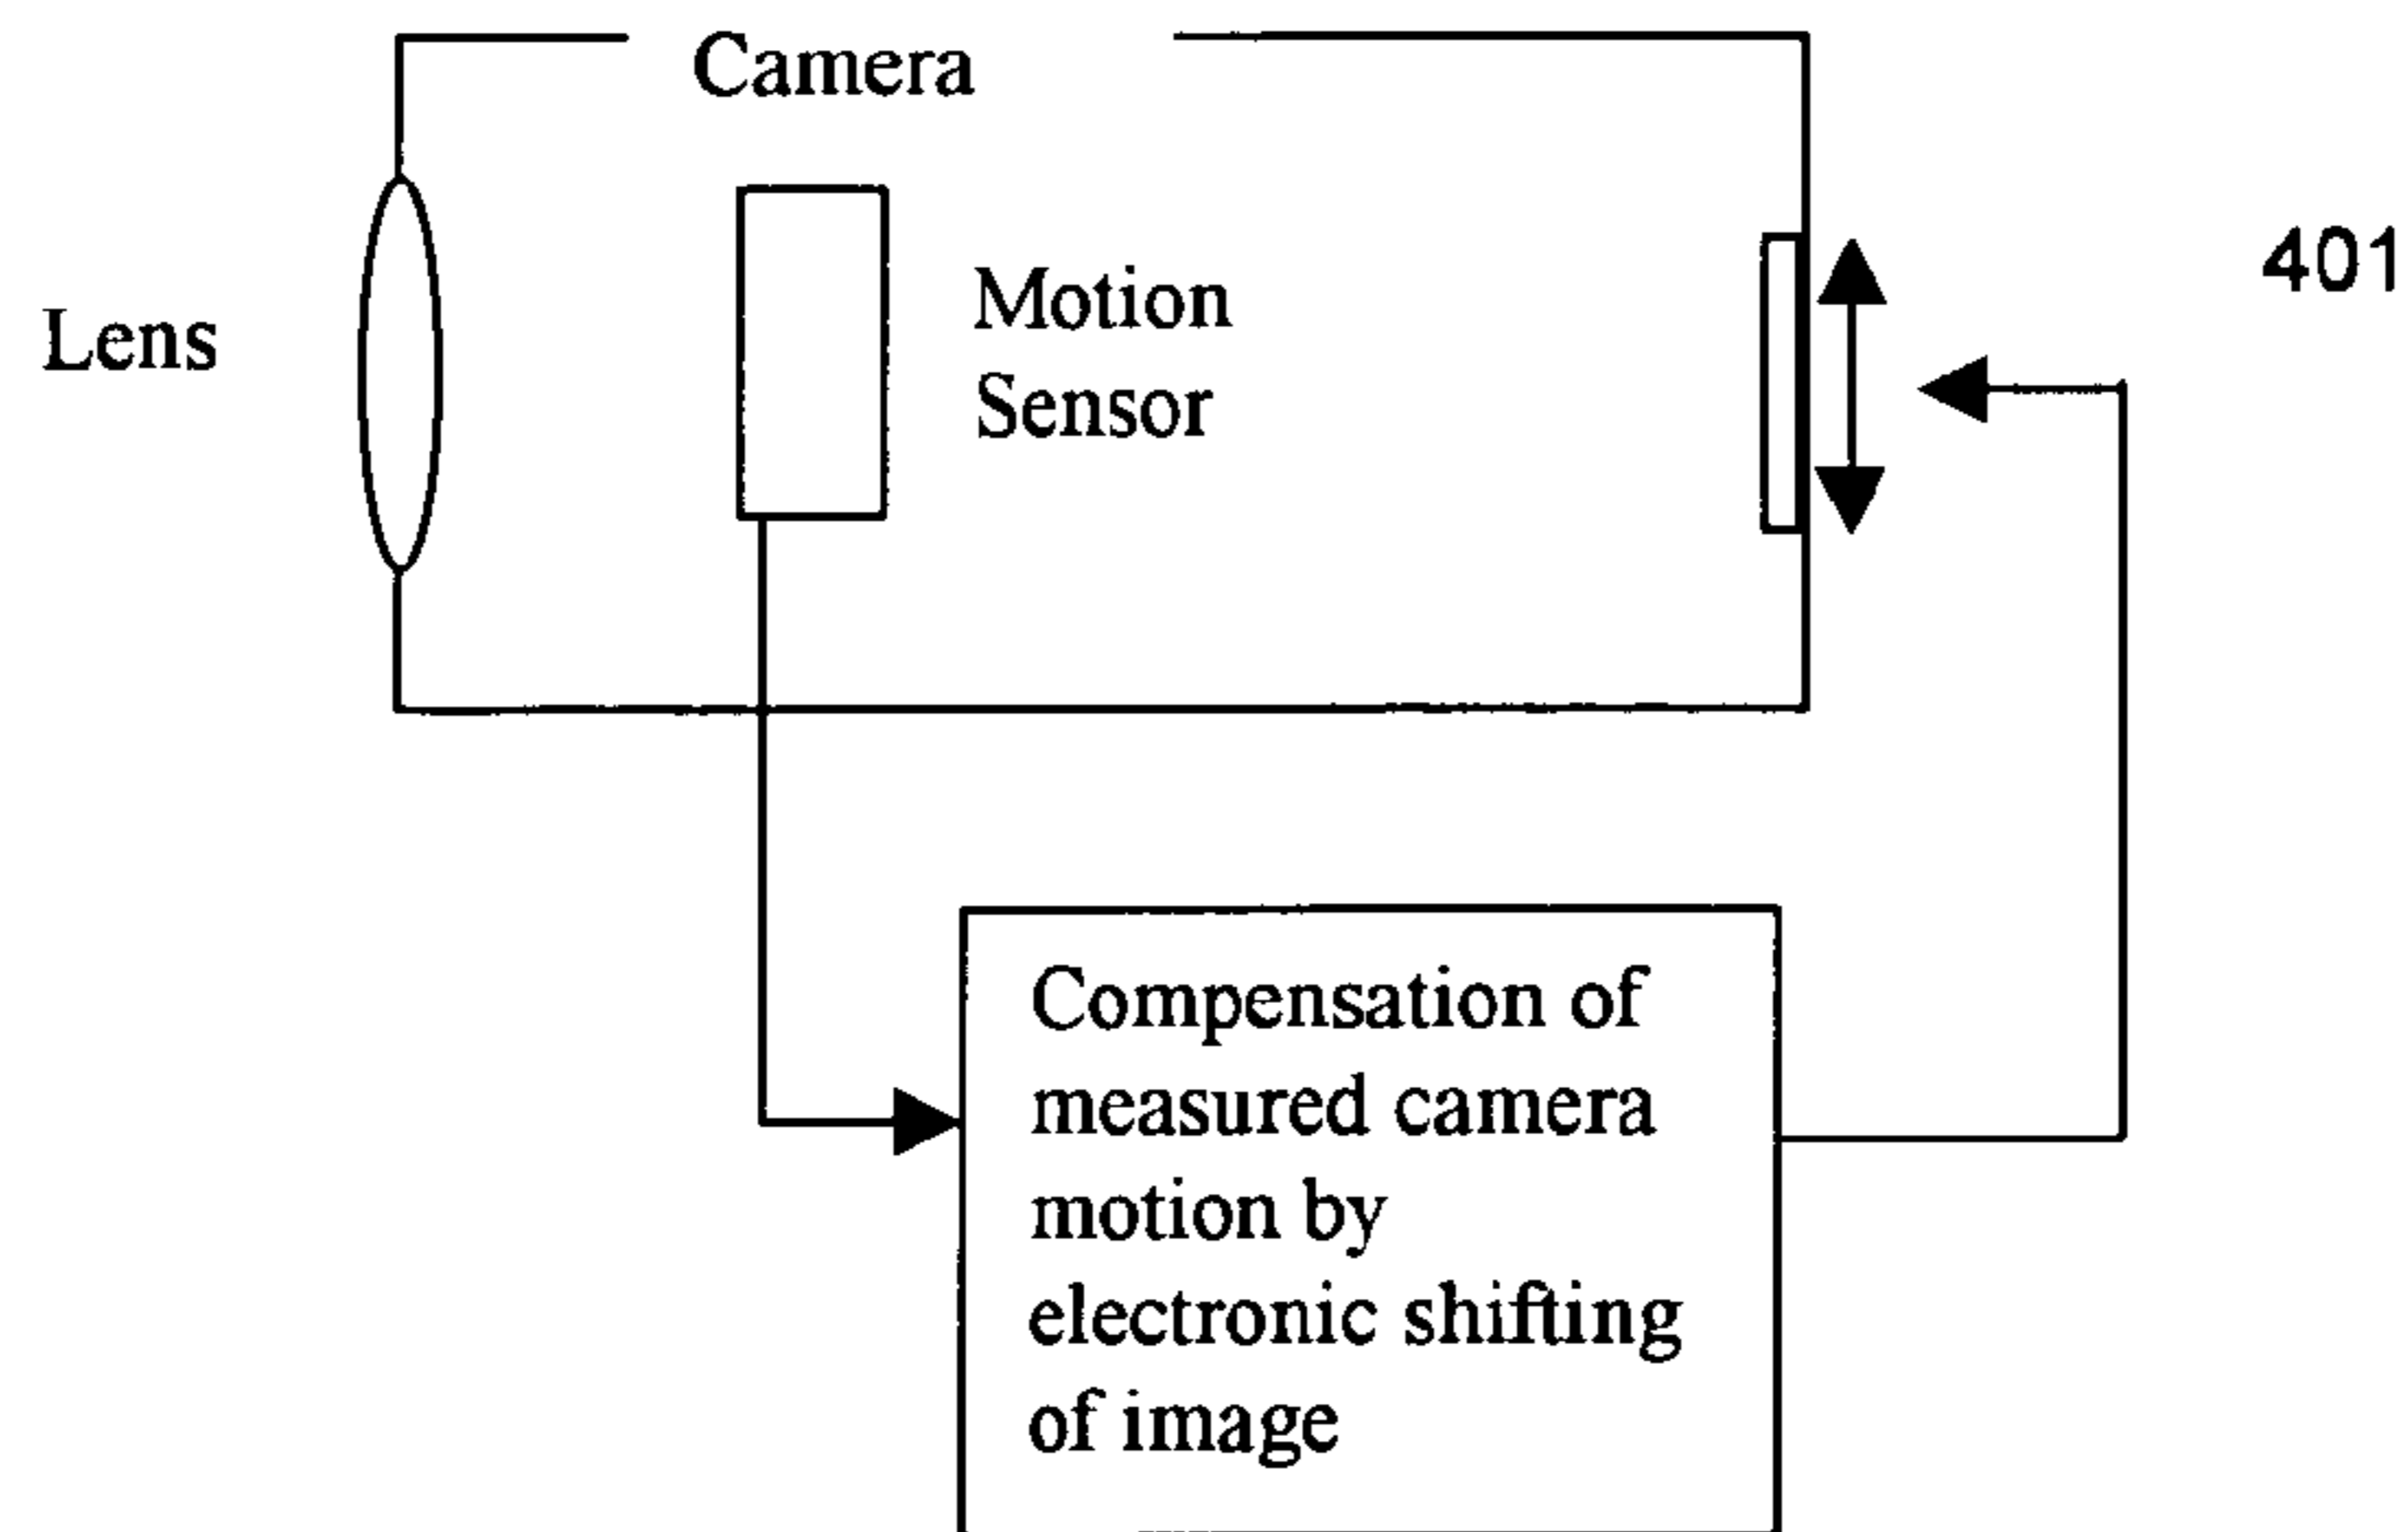 Camera
401
Motion
Sensor
Lens
Compensation of
measured camera
motion by
electronic shifting
of image